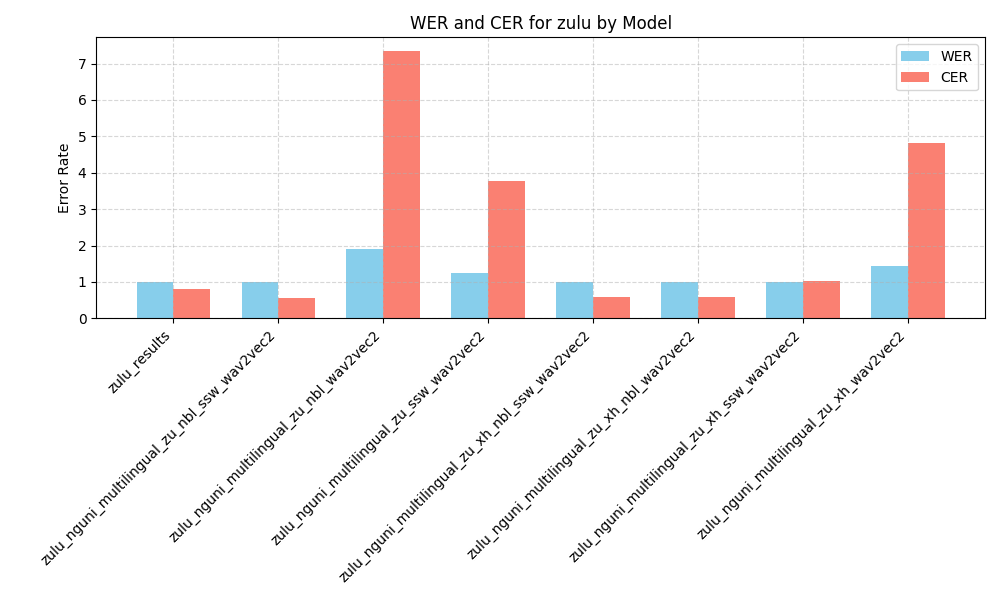 WER and CER for zulu by Model
WER
CER
Error Rate
7
6
5
4
3
2
1
0
zulu_results
zulu_nguni_multilingual_zu_nbl_ssw_wav2vec2
zulu_nguni_multilingual_zu_nbl_wav2vec2
zulu_nguni_multilingual_zu_ssw_wav2vec2
zulu_nguni_multilingual_zu_xh_nbl_ssw_wav2vec2
zulu_nguni_multilingual_zu_xh_nbl_wav2vec2
zulu_nguni_multilingual_zu_xh_ssw_wav2vec2
zulu_nguni_multilingual_zu_xh_wav2vec2